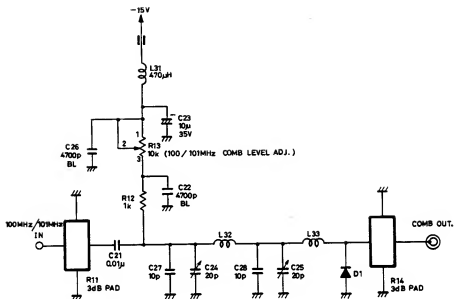 -15V
L31
470μH
C23
10μ
35V
C26
4700p
BL
1
2
3
R13
10k (100/101MHz COMB LEVEL ADJ.)
C22
4700p
BL
R12
1k
100MHz/101MHz
IN
C21
0.01μ
L32
L33
COMB OUT.
R11
3dB PAD
C27
10p
C24
20p
C28
10p
C25
20p
D1
R14
3dB PAD